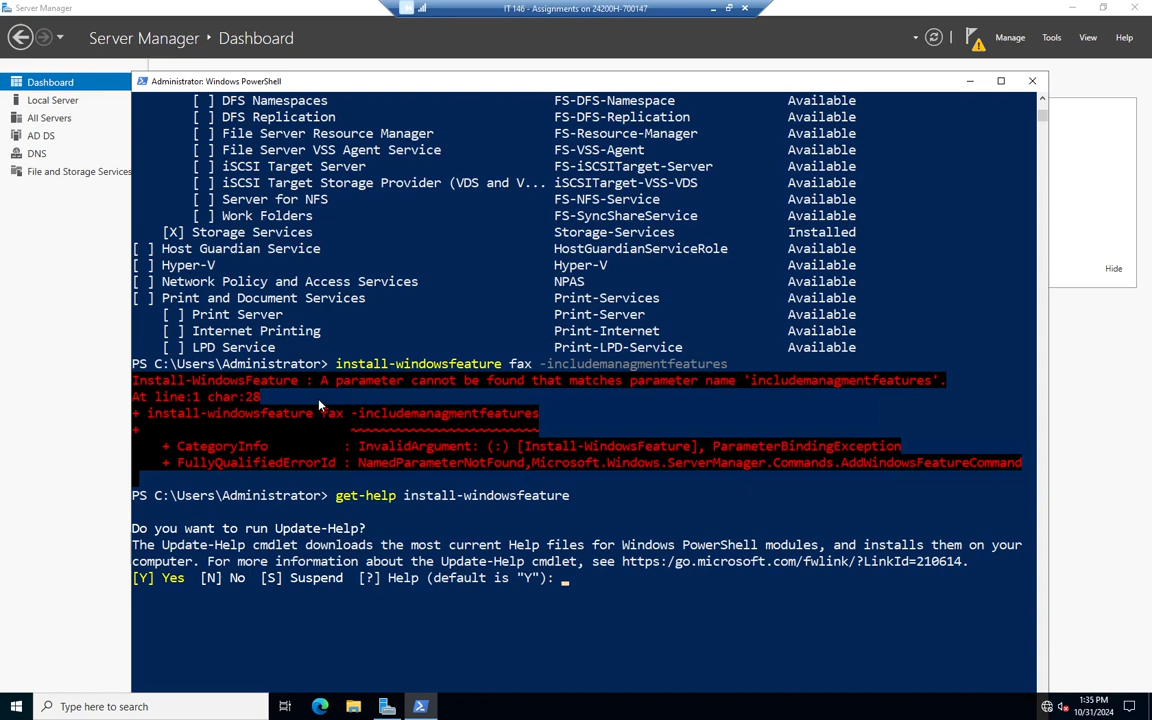 Server Manager
IT 146 - Assignments on 24200H-700147
Server Manager
Dashboard
Manage
Tools
View
Help
Dashboard
Local Server
All Servers
AD DS
DNS
File and Storage Services
Hide
Administrator: Windows PowerShell
[ ] DFS Namespaces FS-DFS-Namespace Available
[ ] DFS Replication FS-DFS-Replication Available
[ ] File Server Resource Manager FS-Resource-Manager Available
[ ] File Server VSS Agent Service FS-VSS-Agent Available
[ ] iSCSI Target Server FS-iSCSITarget-Server Available
[ ] iSCSI Target Storage Provider (VDS and V... iSCSITarget-VSS-VDS Available
[ ] Server for NFS FS-NFS-Service Available
[ ] Work Folders FS-SyncShareService Available
[X] Storage Services Storage-Services Installed
[ ] Host Guardian Service HostGuardianServiceRole Available
[ ] Hyper-V Hyper-V Available
[ ] Network Policy and Access Services NPAS Available
[ ] Print and Document Services Print-Services Available
[ ] Print Server Print-Server Available
[ ] Internet Printing Print-Internet Available
[ ] LPD Service Print-LPD-Service Available
PS C:\Users\Administrator> install-windowsfeature fax -includemanagmentfeatures
Install-WindowsFeature : A parameter cannot be found that matches parameter name 'includemanagmentfeatures'.
At line:1 char:28
+ install-windowsfeature fax -includemanagmentfeatures
+ ~~~~~~~~~~~~~~~~~~~~~~~~~
+ CategoryInfo : InvalidArgument: (:) [Install-WindowsFeature], ParameterBindingException
+ FullyQualifiedErrorId : NamedParameterNotFound,Microsoft.Windows.ServerManager.Commands.AddWindowsFeatureCommand
PS C:\Users\Administrator> get-help install-windowsfeature
Do you want to run Update-Help?
The Update-Help cmdlet downloads the most current Help files for Windows PowerShell modules, and installs them on your
computer. For more information about the Update-Help cmdlet, see https:/go.microsoft.com/fwlink/?LinkId=210614.
[Y] Yes [N] No [S] Suspend [?] Help (default is "Y"):
Type here to search
1:35 PM
10/31/2024